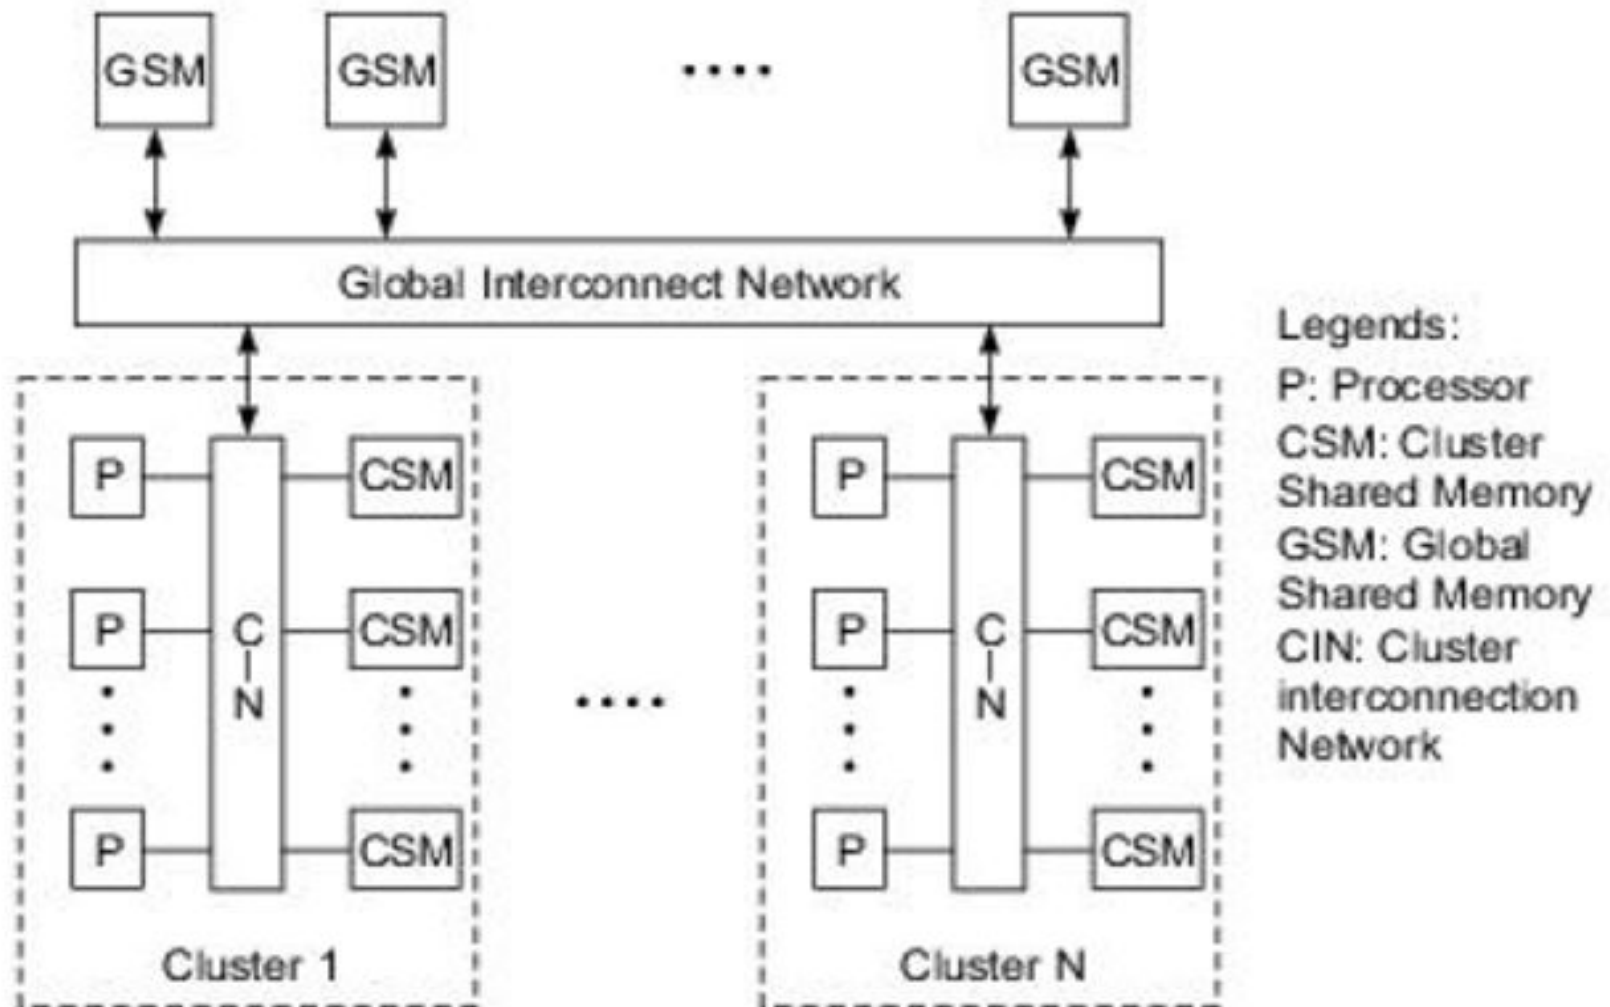 GSM GSM .... GSM
Global Interconnect Network
P CSM
P C CSM
I
N
P CSM
Cluster 1
....
P CSM
P C CSM
I
N
P CSM
Cluster N
Legends:
P: Processor
CSM: Cluster
Shared Memory
GSM: Global
Shared Memory
CIN: Cluster
interconnection
Network